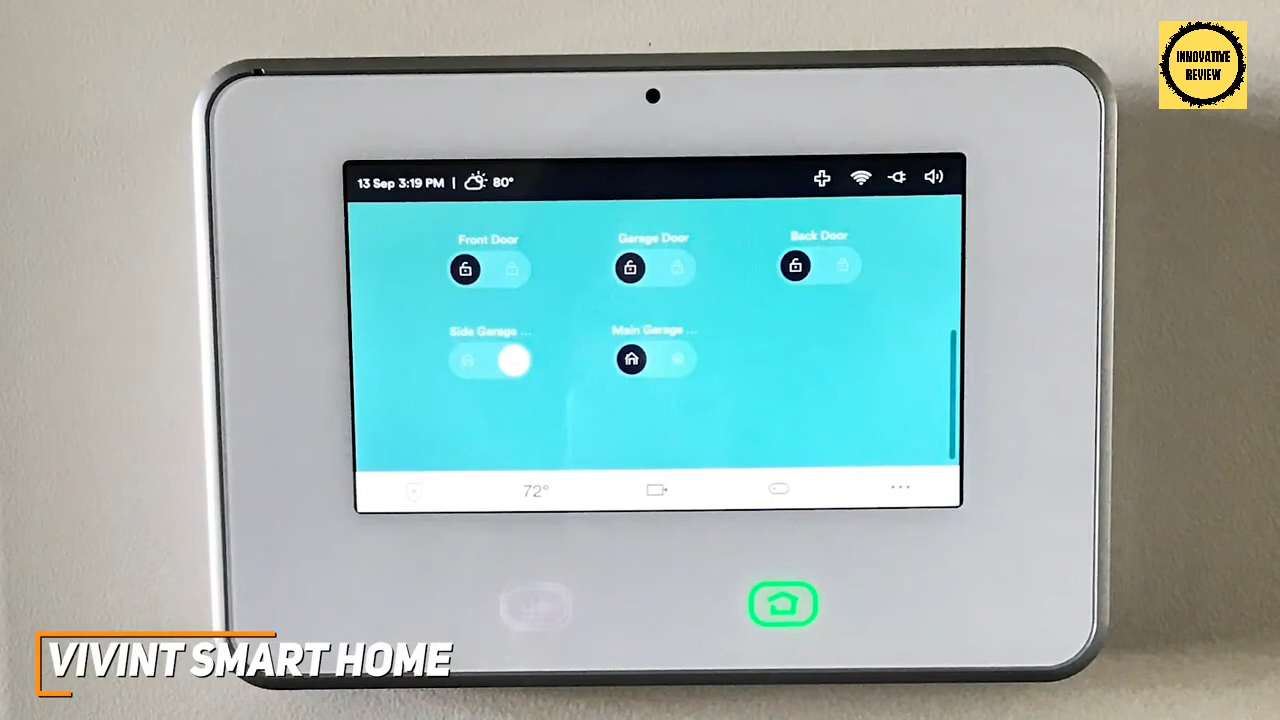 INNOVATIVE
REVIEW
13 Sep 3:19 PM | 80°
Front Door
Garage Door
Back Door
Side Garage ...
Main Garage ...
72°
VIVINT SMART HOME